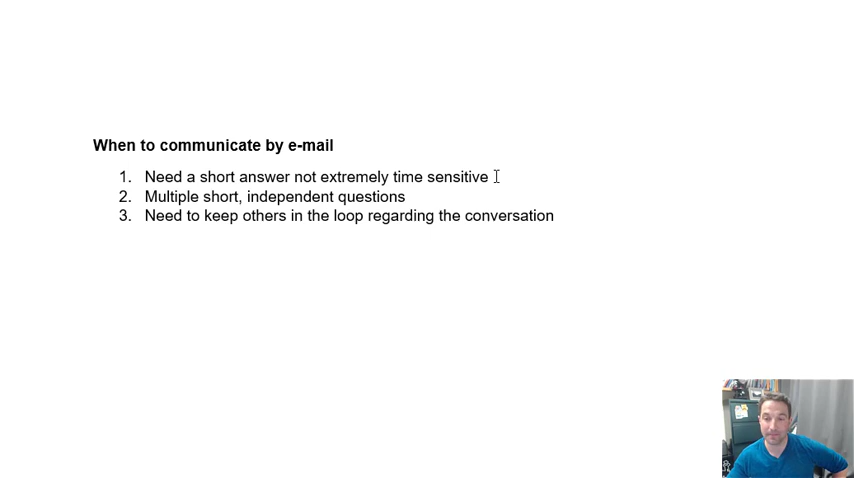 When to communicate by e-mail
1. Need a short answer not extremely time sensitive
2. Multiple short, independent questions
3. Need to keep others in the loop regarding the conversation